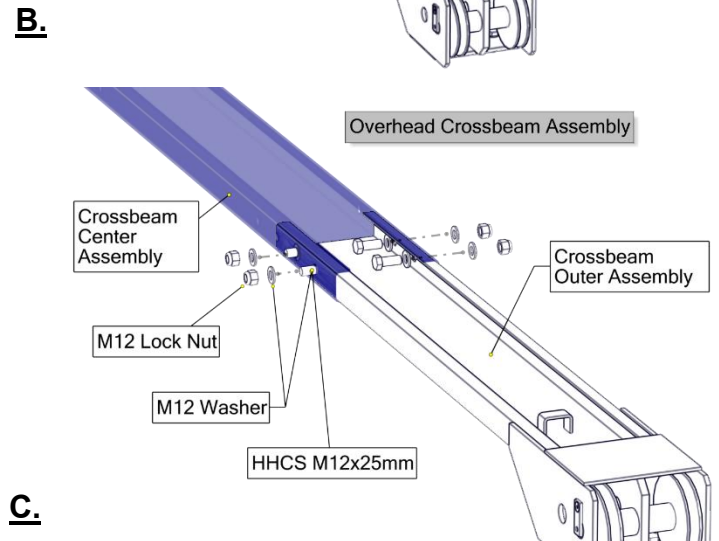 B.
Overhead Crossbeam Assembly
Crossbeam
Center
Assembly
Crossbeam
Outer Assembly
M12 Lock Nut
M12 Washer
HHCS M12x25mm
C.